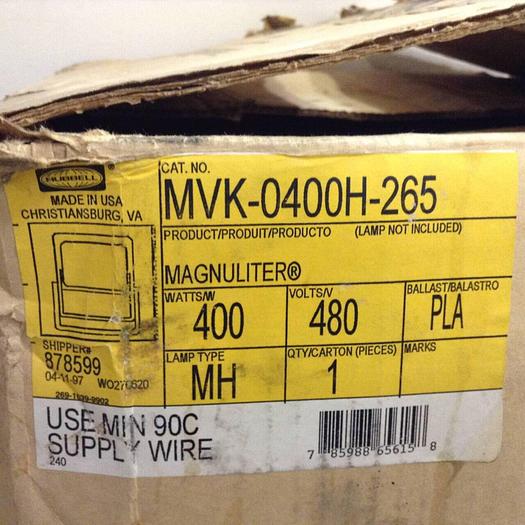 HUBBELL
MADE IN USA
CHRISTIANSBURG, VA
CAT. NO.
MVK-0400H-265
PRODUCT/PRODUIT/PRODUCTO (LAMP NOT INCLUDED)
MAGNULITER®
WATTS/W
400
VOLTS/V
480
BALLAST/BALASTRO
PLA
SHIPPER#
878599
04-11-97
LAMP TYPE
MH
QTY/CARTON (PIECES)
1
MARKS
USE MIN 90C
SUPPLY WIRE
240
7 85988 65615 8